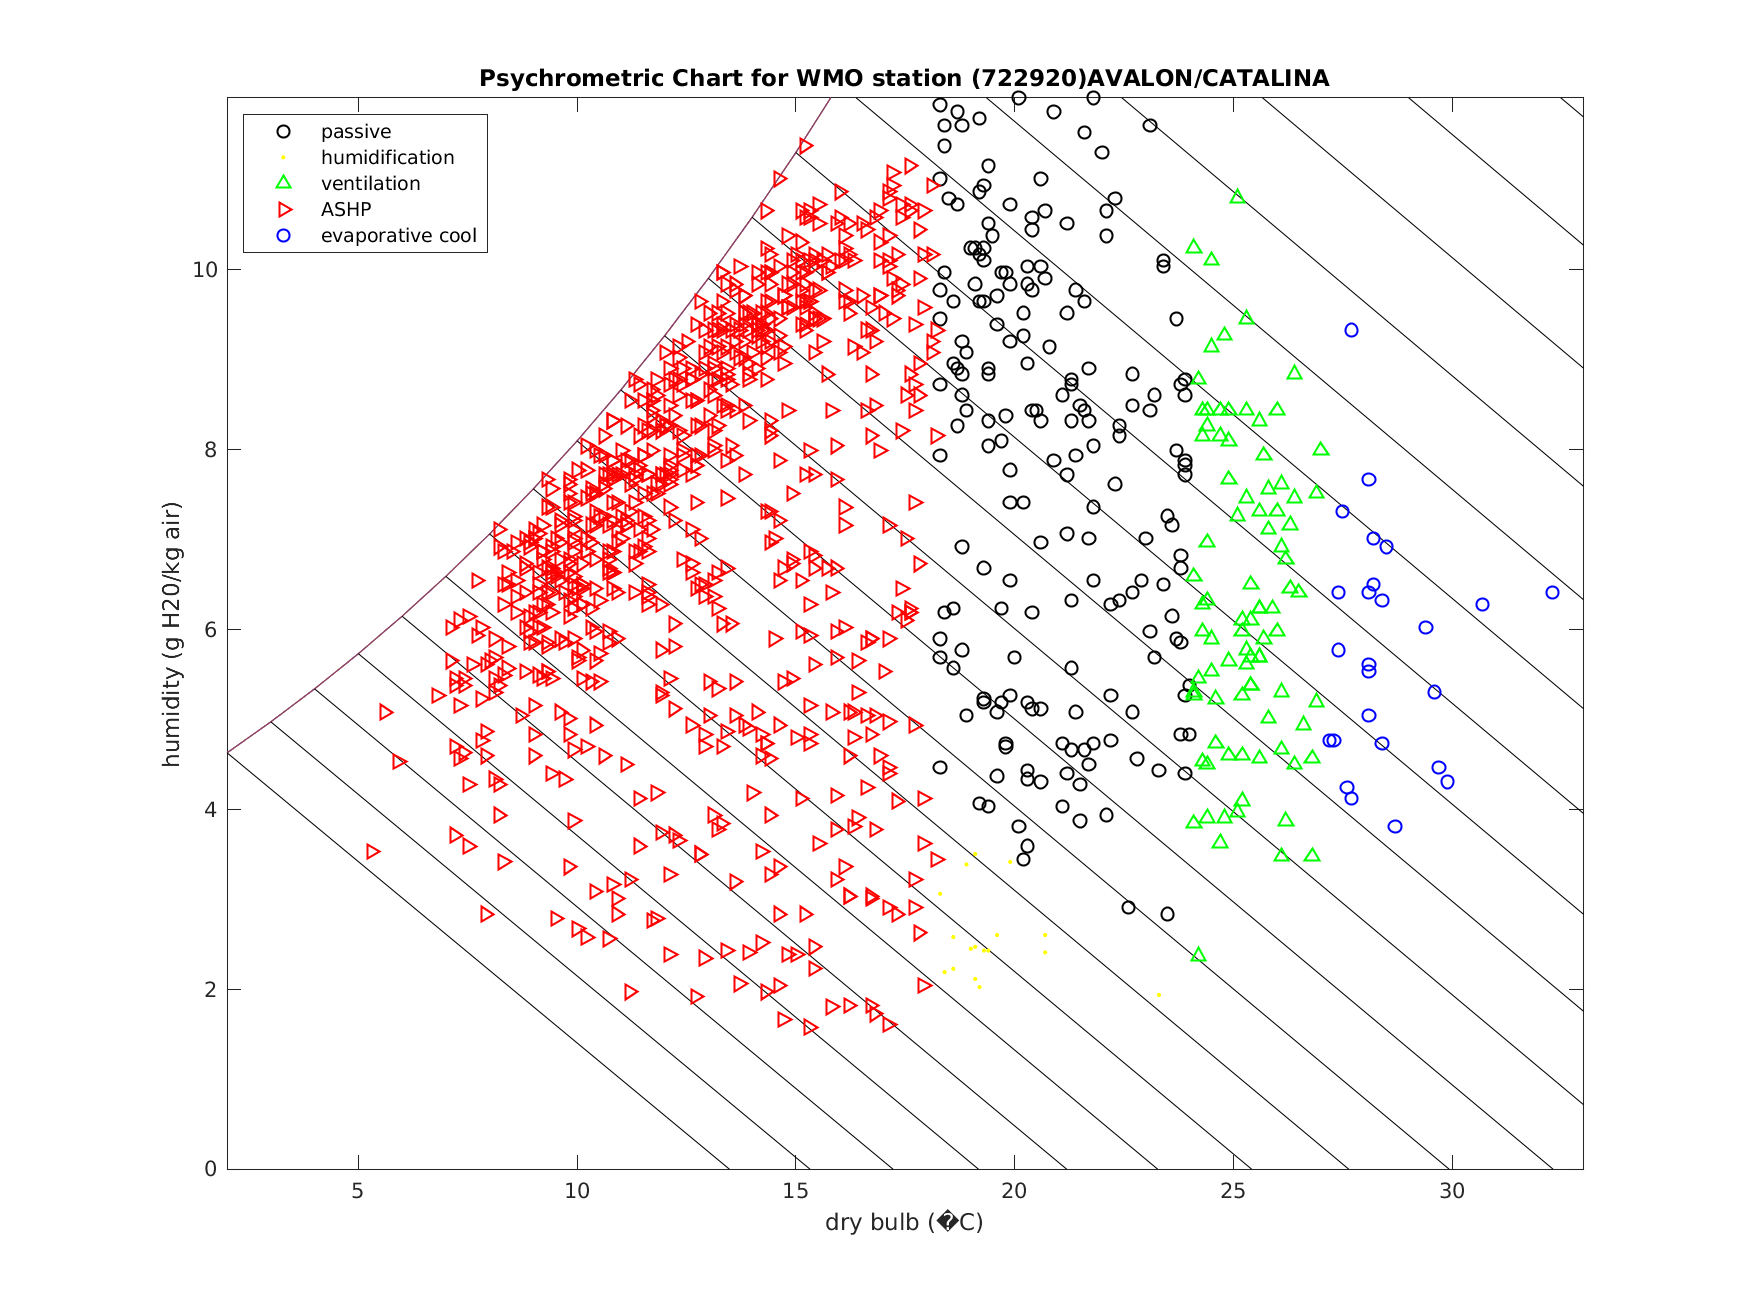 Psychrometric Chart for WMO station (722920)AVALON/CATALINA
passive
humidification
ventilation
ASHP
evaporative cool
humidity (g H20/kg air)
10
8
6
4
2
0
5 10 15 20 25 30
dry bulb (�C)